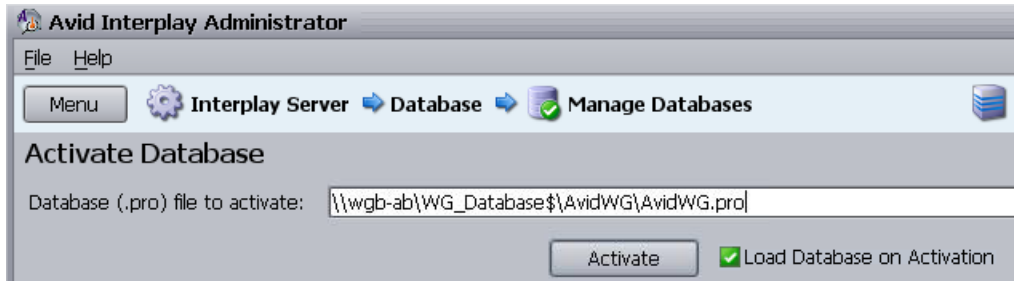 Avid Interplay Administrator
File Help
Menu Interplay Server Database Manage Databases
Activate Database
Database (.pro) file to activate: \\wgb-ab\WG_Database$\AvidWG\AvidWG.pro
Activate Load Database on Activation